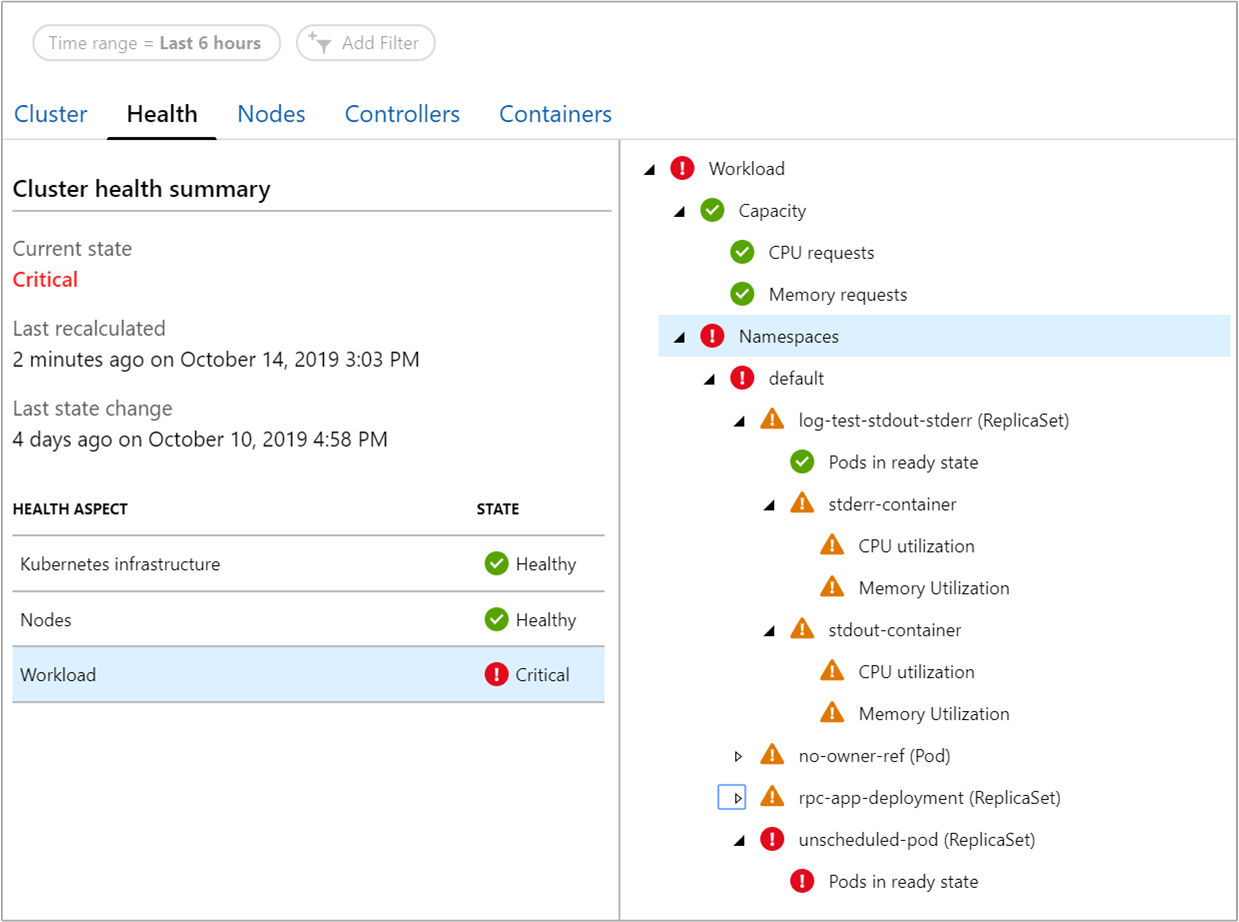 Time range = Last 6 hours
Add Filter
Cluster
Health
Nodes
Controllers
Containers
Cluster health summary
Current state
Critical
Last recalculated
2 minutes ago on October 14, 2019 3:03 PM
Last state change
4 days ago on October 10, 2019 4:58 PM
HEALTH ASPECT STATE
Kubernetes infrastructure Healthy
Nodes Healthy
Workload Critical
Workload
Capacity
CPU requests
Memory requests
Namespaces
default
log-test-stdout-stderr (ReplicaSet)
Pods in ready state
stderr-container
CPU utilization
Memory Utilization
stdout-container
CPU utilization
Memory Utilization
no-owner-ref (Pod)
rpc-app-deployment (ReplicaSet)
unscheduled-pod (ReplicaSet)
Pods in ready state